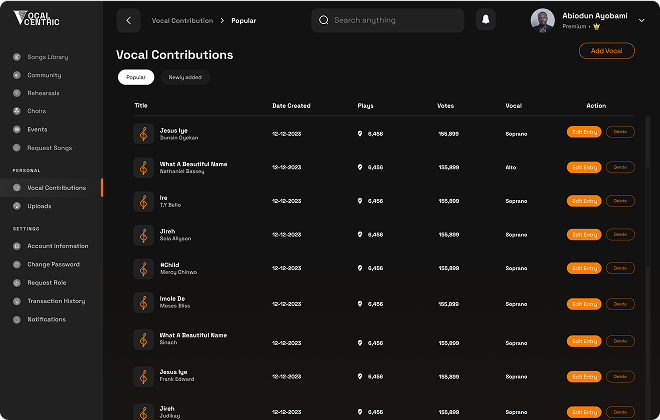 VOCAL
CENTRIC
Vocal Contribution > Popular
Search anything
Abiodun Ayobami
Premium •
Songs Library
Community
Rehearsals
Choirs
Events
Request Songs
PERSONAL
Vocal Contributions
Uploads
SETTINGS
Account information
Change Password
Request Role
Transaction History
Notifications
Vocal Contributions
Add Vocal
Popular Newly added
Title Date Created Plays Votes Vocal Action
Jesus Iye
Dunsin Oyekan
12-12-2023 6,456 155,899 Soprano Edit Entry Delete
What A Beautiful Name
Nathaniel Bassey
12-12-2023 6,456 155,899 Alto Edit Entry Delete
Ire
T.Y Bello
12-12-2023 6,456 155,899 Soprano Edit Entry Delete
Jireh
Sola Allyson
12-12-2023 6,456 155,899 Soprano Edit Entry Delete
#Child
Mercy Chinwo
12-12-2023 6,456 155,899 Soprano Edit Entry Delete
Imole De
Moses Bliss
12-12-2023 6,456 155,899 Soprano Edit Entry Delete
What A Beautiful Name
Sinach
12-12-2023 6,456 155,899 Soprano Edit Entry Delete
Jesus Iye
Frank Edward
12-12-2023 6,456 155,899 Soprano Edit Entry Delete
Jireh
Judikay
12-12-2023 6,456 155,899 Soprano Edit Entry Delete